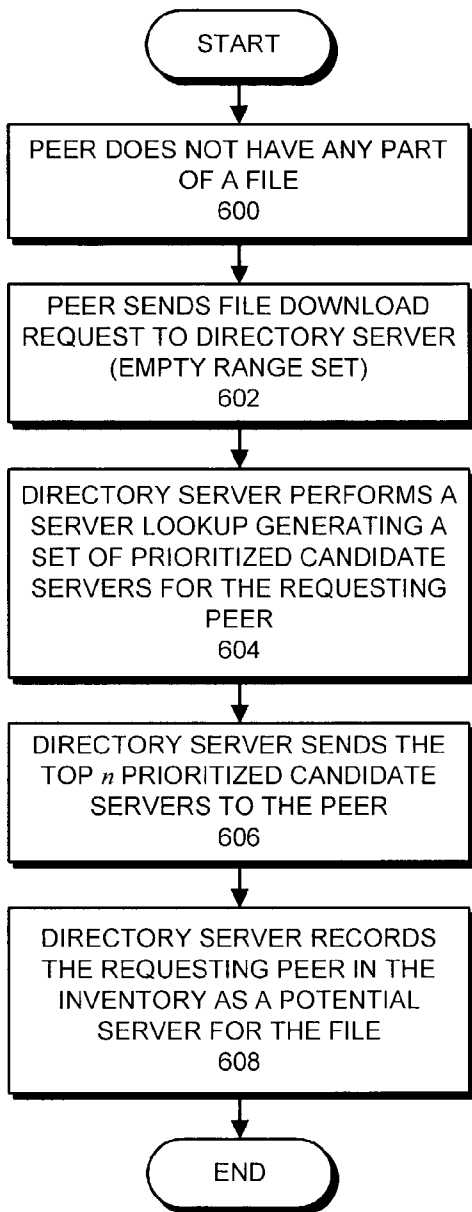 START
PEER DOES NOT HAVE ANY PART
OF A FILE
600
PEER SENDS FILE DOWNLOAD
REQUEST TO DIRECTORY SERVER
(EMPTY RANGE SET)
602
DIRECTORY SERVER PERFORMS A
SERVER LOOKUP GENERATING A
SET OF PRIORITIZED CANDIDATE
SERVERS FOR THE REQUESTING
PEER
604
DIRECTORY SERVER SENDS THE
TOP n PRIORITIZED CANDIDATE
SERVERS TO THE PEER
606
DIRECTORY SERVER RECORDS
THE REQUESTING PEER IN THE
INVENTORY AS A POTENTIAL
SERVER FOR THE FILE
608
END